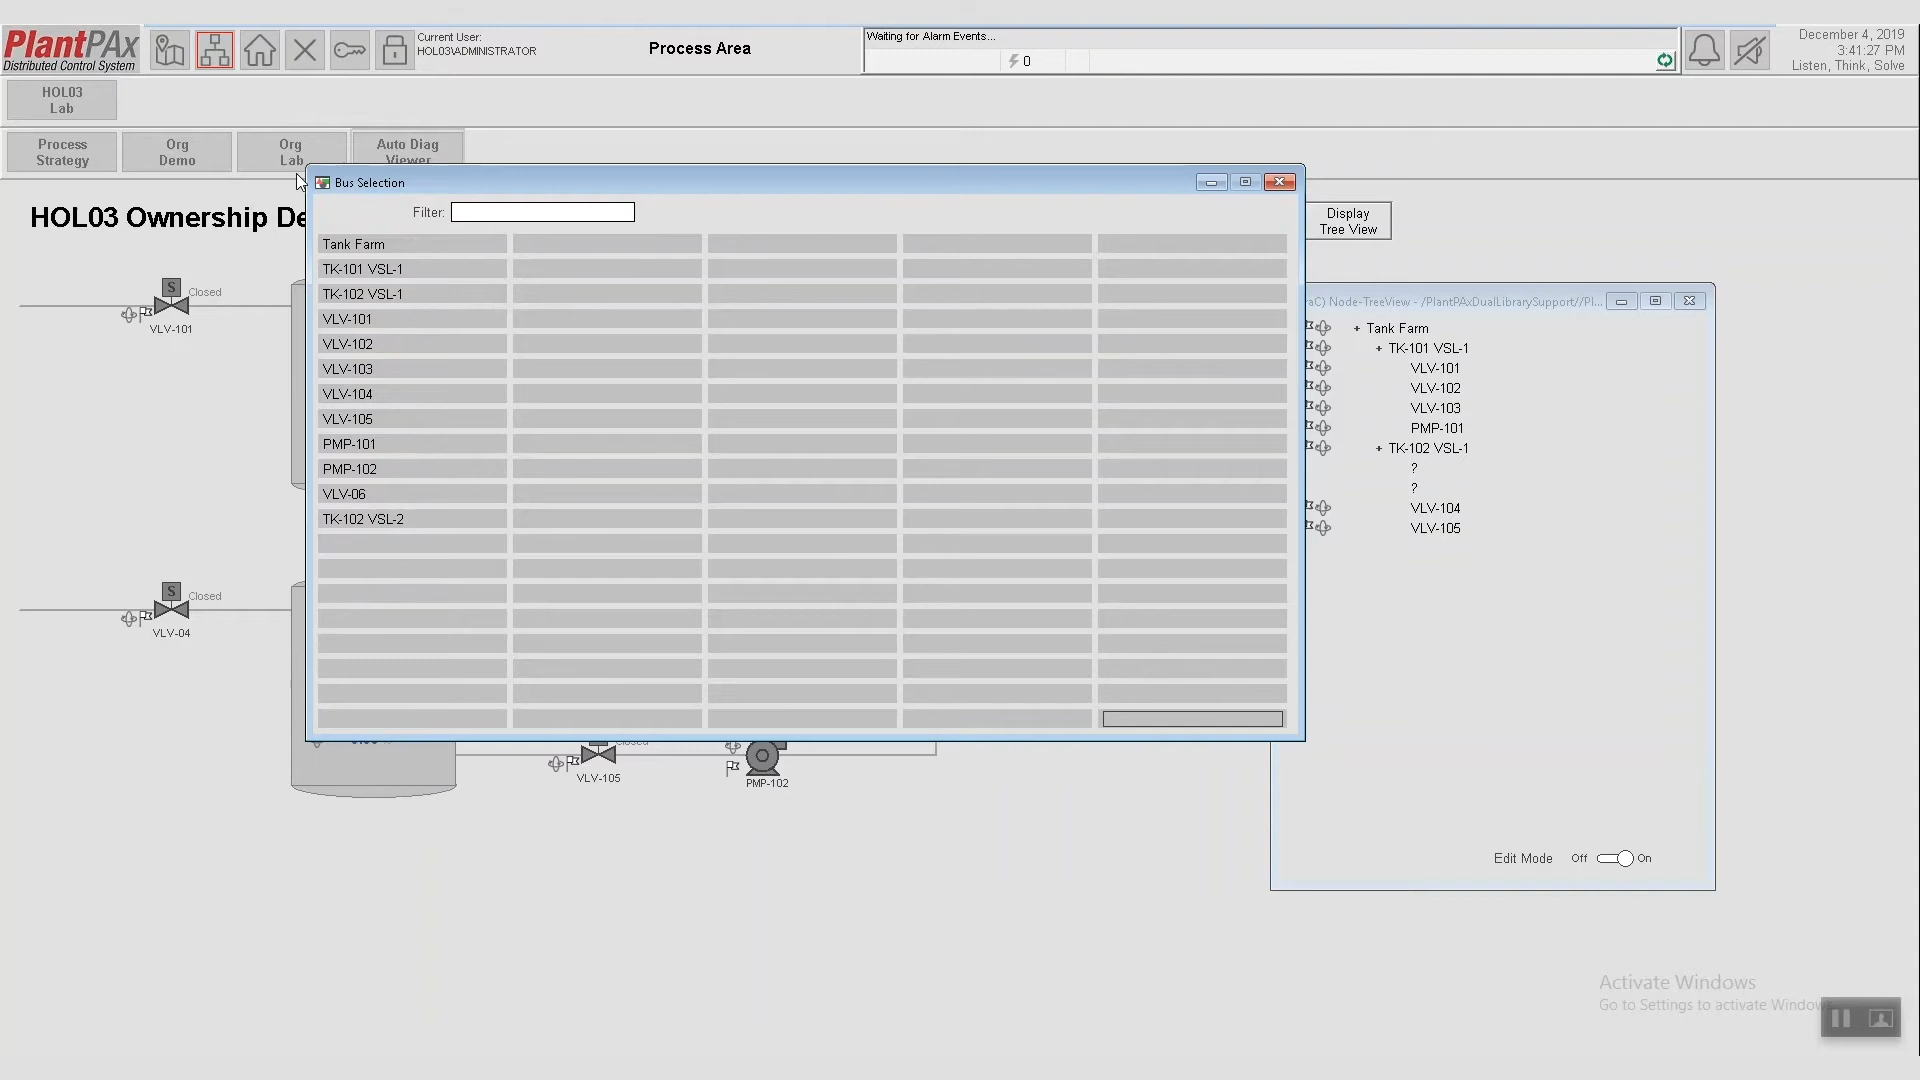 PlantPAx
Distributed Control System
Current User:
HOL03\ADMINISTRATOR
Process Area
Waiting for Alarm Events...
0
December 4, 2019
3:41:27 PM
Listen, Think, Solve
HOL03
Lab
Process
Strategy
Org
Demo
Org
Lab
Auto Diag
Viewer
HOL03 Ownership De
Display
Tree View
Bus Selection
Filter:
Tank Farm
TK-101 VSL-1
TK-102 VSL-1
VLV-101
VLV-102
VLV-103
VLV-104
VLV-105
PMP-101
PMP-102
VLV-06
TK-102 VSL-2
S
Closed
VLV-101
S
Closed
VLV-04
VLV-105
PMP-102
C) Node-TreeView - /PlantPAxDualLibrarySupport//Pl...
+ Tank Farm
+ TK-101 VSL-1
VLV-101
VLV-102
VLV-103
PMP-101
+ TK-102 VSL-1
?
?
VLV-104
VLV-105
Edit Mode Off On
Activate Windows
Go to Settings to activate Windows